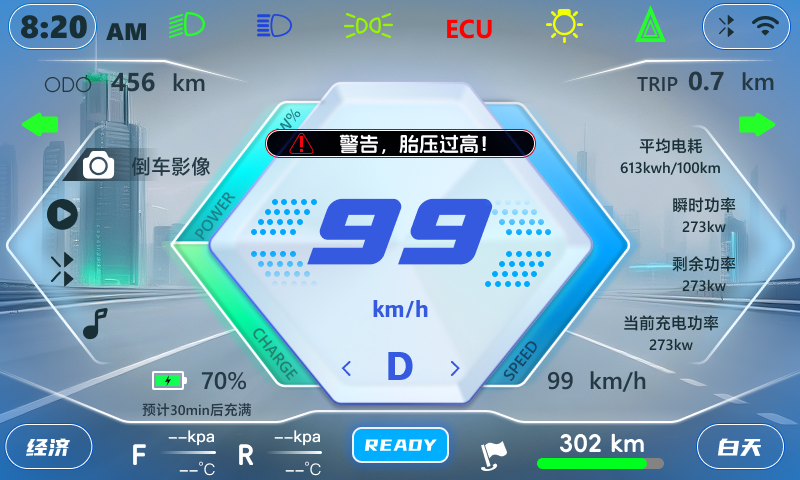 8:20 AM
ECU
ODO 456 km
TRIP 0.7 km
W%
警告，胎压过高!
倒车影像
平均电耗
613kwh/100km
POWER
瞬时功率
273kw
99
剩余功率
273kw
km/h
当前充电功率
273kw
CHARGE
SPEED
< D >
70%
99 km/h
预计30min后充满
经济
F --kpa
--°C
R --kpa
--°C
READY
302 km
白天